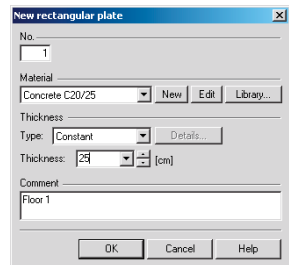 New rectangular plate
No.
1
Material
Concrete C20/25 New Edit Library...
Thickness
Type: Constant Details...
Thickness: 25 [cm]
Comment
Floor 1
OK Cancel Help